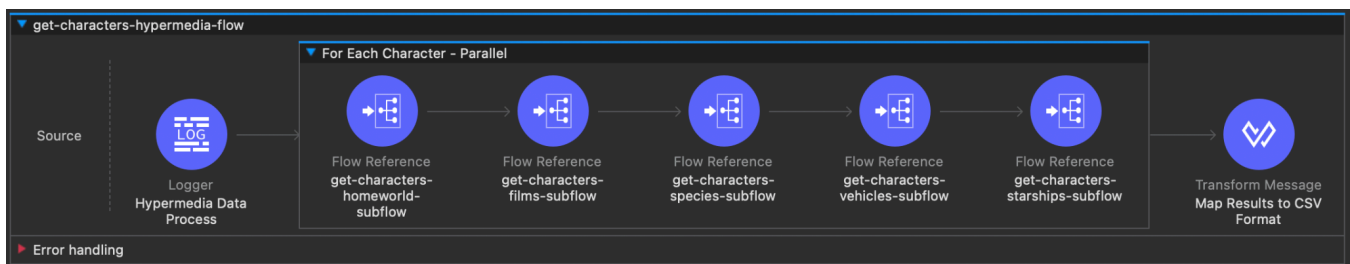 get-characters-hypermedia-flow
For Each Character - Parallel
Source
LOG
Logger
Hypermedia Data
Process
Flow Reference
get-characters-
homeworld-
subflow
Flow Reference
get-characters-
films-subflow
Flow Reference
get-characters-
species-subflow
Flow Reference
get-characters-
vehicles-subflow
Flow Reference
get-characters-
starships-subflow
Transform Message
Map Results to CSV
Format
Error handling